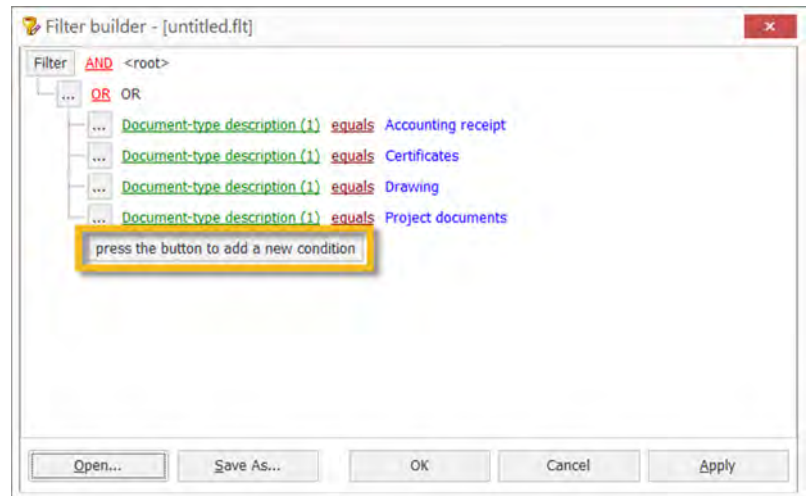 Filter builder - [untitled.flt]
Filter AND <root>
... OR OR
... Document-type description (1) equals Accounting receipt
... Document-type description (1) equals Certificates
... Document-type description (1) equals Drawing
... Document-type description (1) equals Project documents
press the button to add a new condition
Open... Save As... OK Cancel Apply